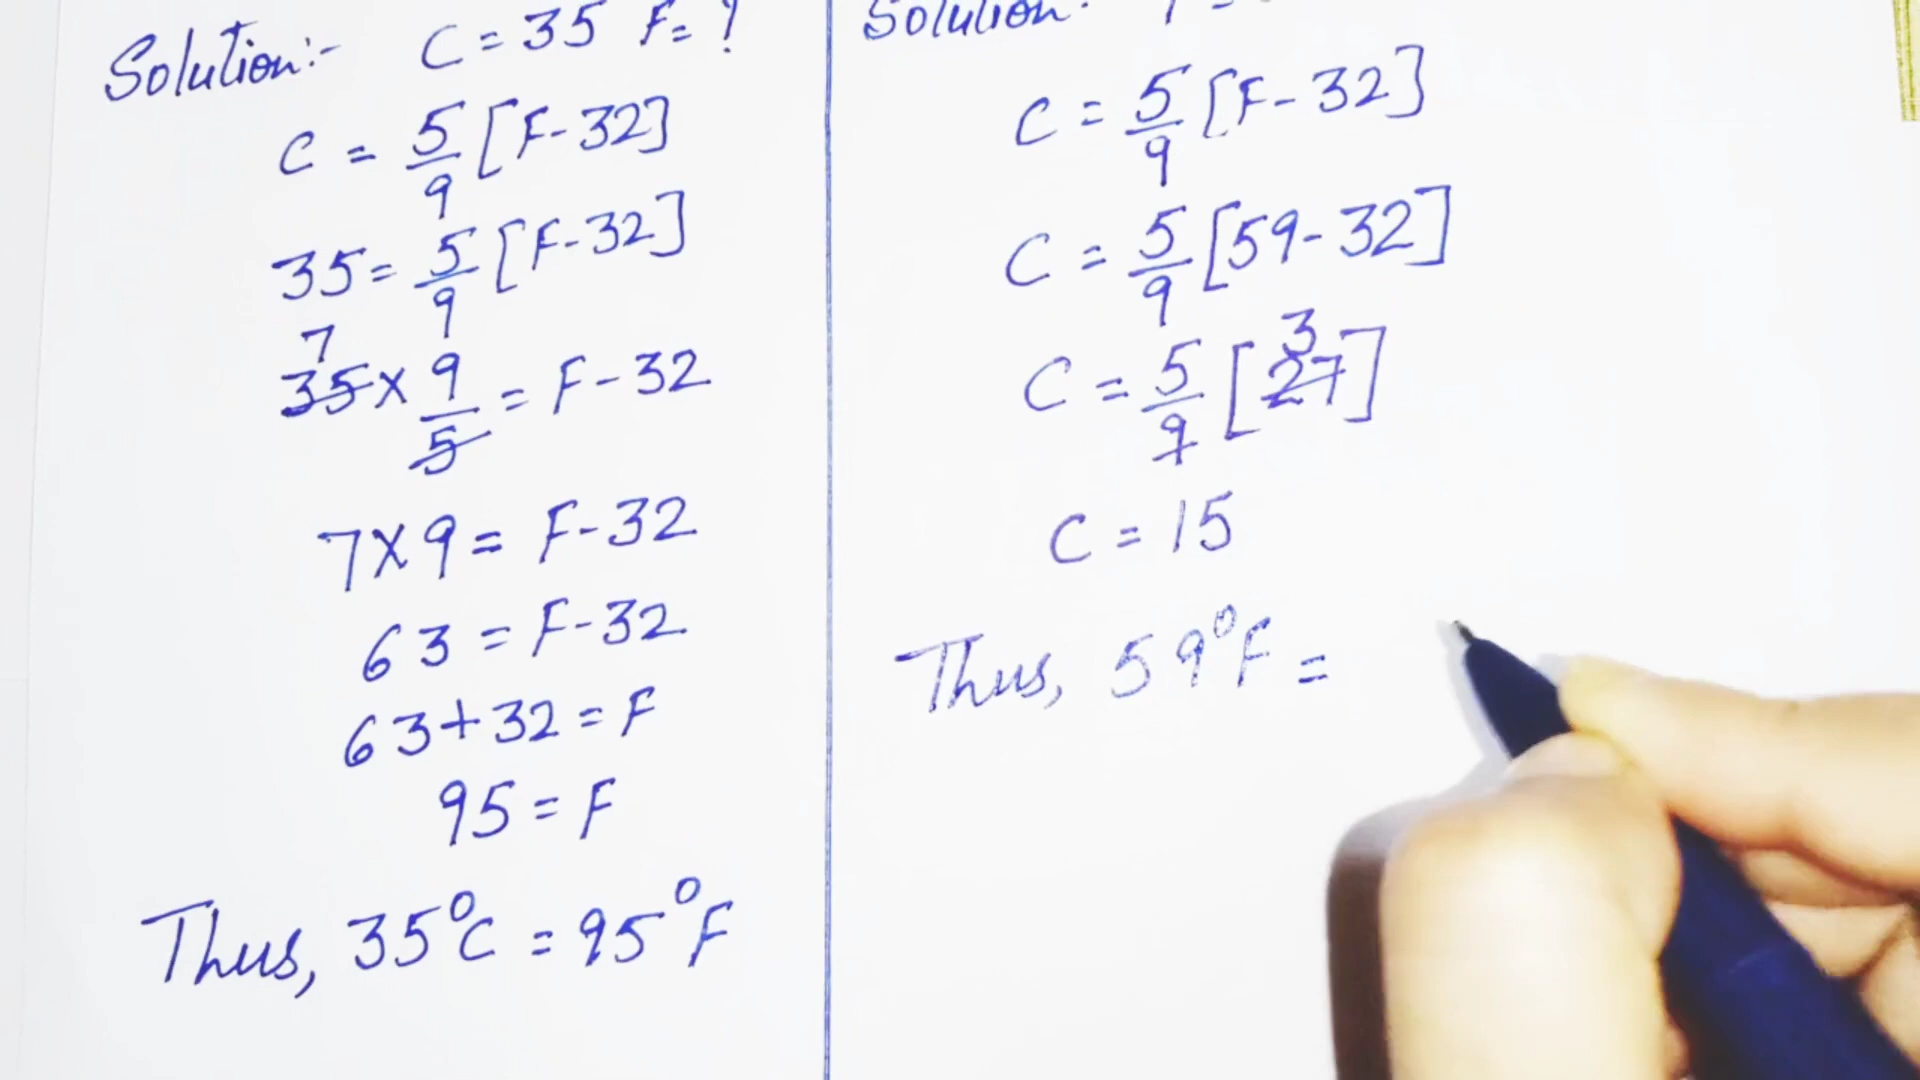 Solution:- C = 35 F = ?
C = 5/9 [F-32]
35 = 5/9 [F-32]
7
35 x 9/5 = F-32
7x9 = F-32
63 = F-32
63+32 = F
95 = F
Thus, 35°C = 95°F
Solution:-
C = 5/9 [F-32]
C = 5/9 [59-32]
3
C = 5/9 [27]
C = 15
Thus, 59°F =